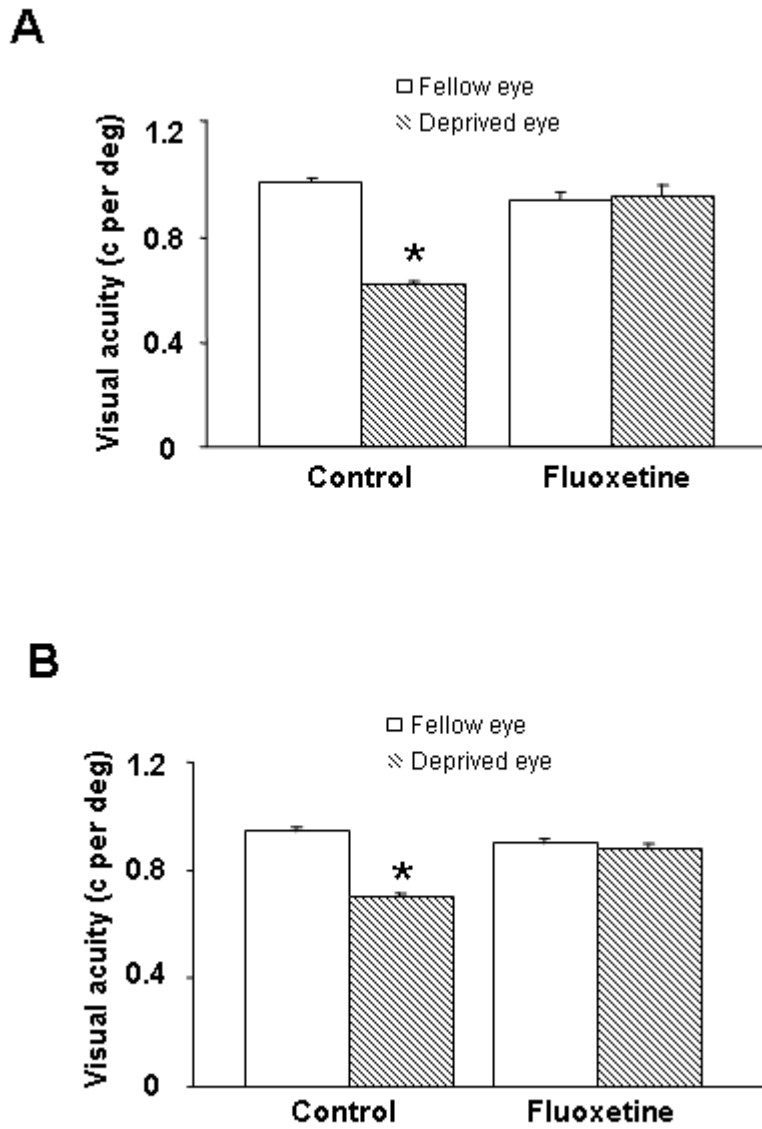 A
Fellow eye
Deprived eye
Visual acuity (c per deg)
1.2
0.8
0.4
0
*
Control Fluoxetine
B
Fellow eye
Deprived eye
Visual acuity (c per deg)
1.2
0.8
0.4
0
*
Control Fluoxetine